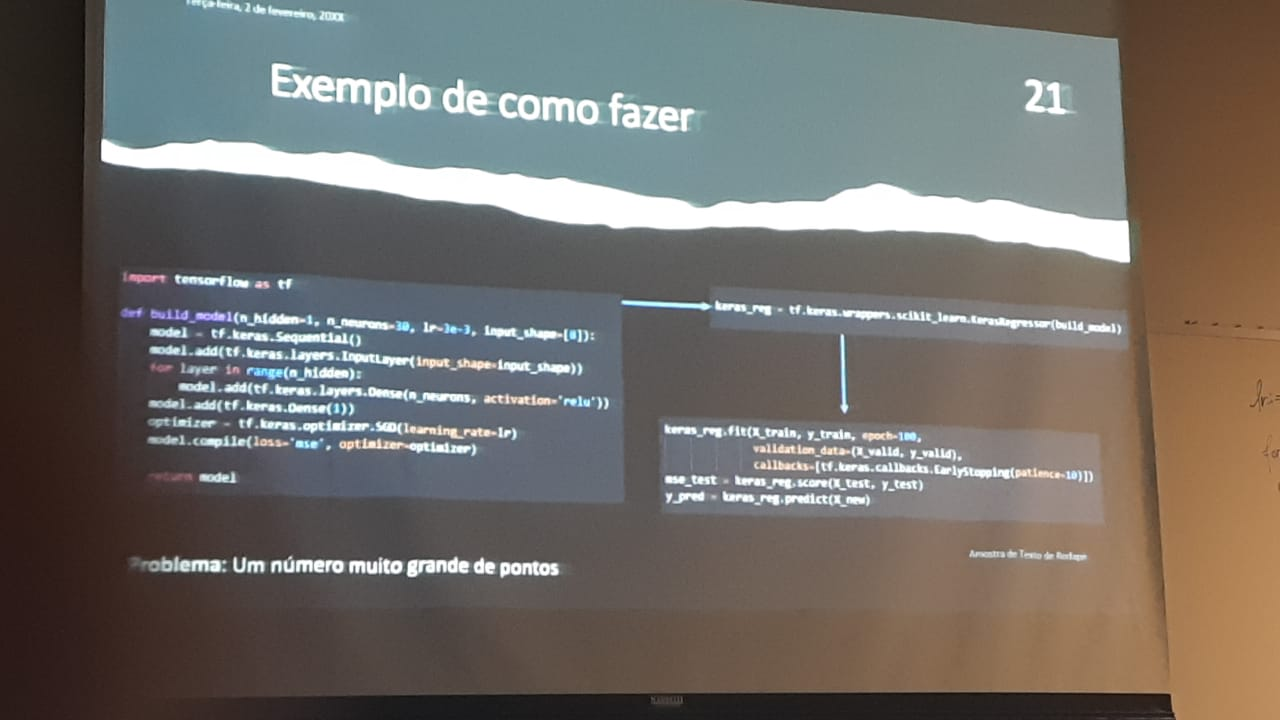 Terça-feira, 2 de fevereiro, 20XX
Exemplo de como fazer
21
import tensorflow as tf
def build_model(n_hidden=1, n_neurons=30, lr=3e-3, input_shape=[8]):
model = tf.keras.Sequential()
model.add(tf.keras.layers.InputLayer(input_shape=input_shape))
for layer in range(n_hidden):
model.add(tf.keras.layers.Dense(n_neurons, activation='relu'))
model.add(tf.keras.Dense(1))
optimizer = tf.keras.optimizer.SGD(learning_rate=lr)
model.compile(loss='mse', optimizer=optimizer)
return model
keras_reg = tf.keras.wrappers.scikit_learn.KerasRegressor(build_model)
keras_reg.fit(X_train, y_train, epoch=100,
validation_data=(X_valid, y_valid),
callbacks=[tf.keras.callbacks.EarlyStopping(patience=10)])
mse_test = keras_reg.score(X_test, y_test)
y_pred = keras_reg.predict(X_new)
Problema: Um número muito grande de pontos
Amostra de Texto de Rodapé